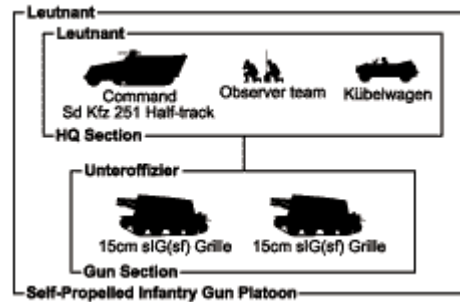 Leutnant
Leutnant
Command
Sd Kfz 251 Half-track
Observer team
Kübelwagen
HQ Section
Unteroffizier
15cm sIG(sf) Grille
15cm sIG(sf) Grille
Gun Section
Self-Propelled Infantry Gun Platoon